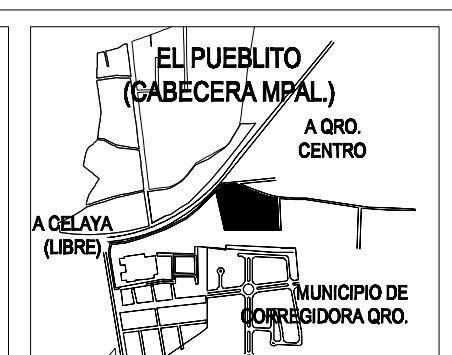 EL PUEBLITO
(CABECERA MPAL.)
A QRO.
CENTRO
A CELAYA
(LIBRE)
MUNICIPIO DE
CORREGIDORA QRO.